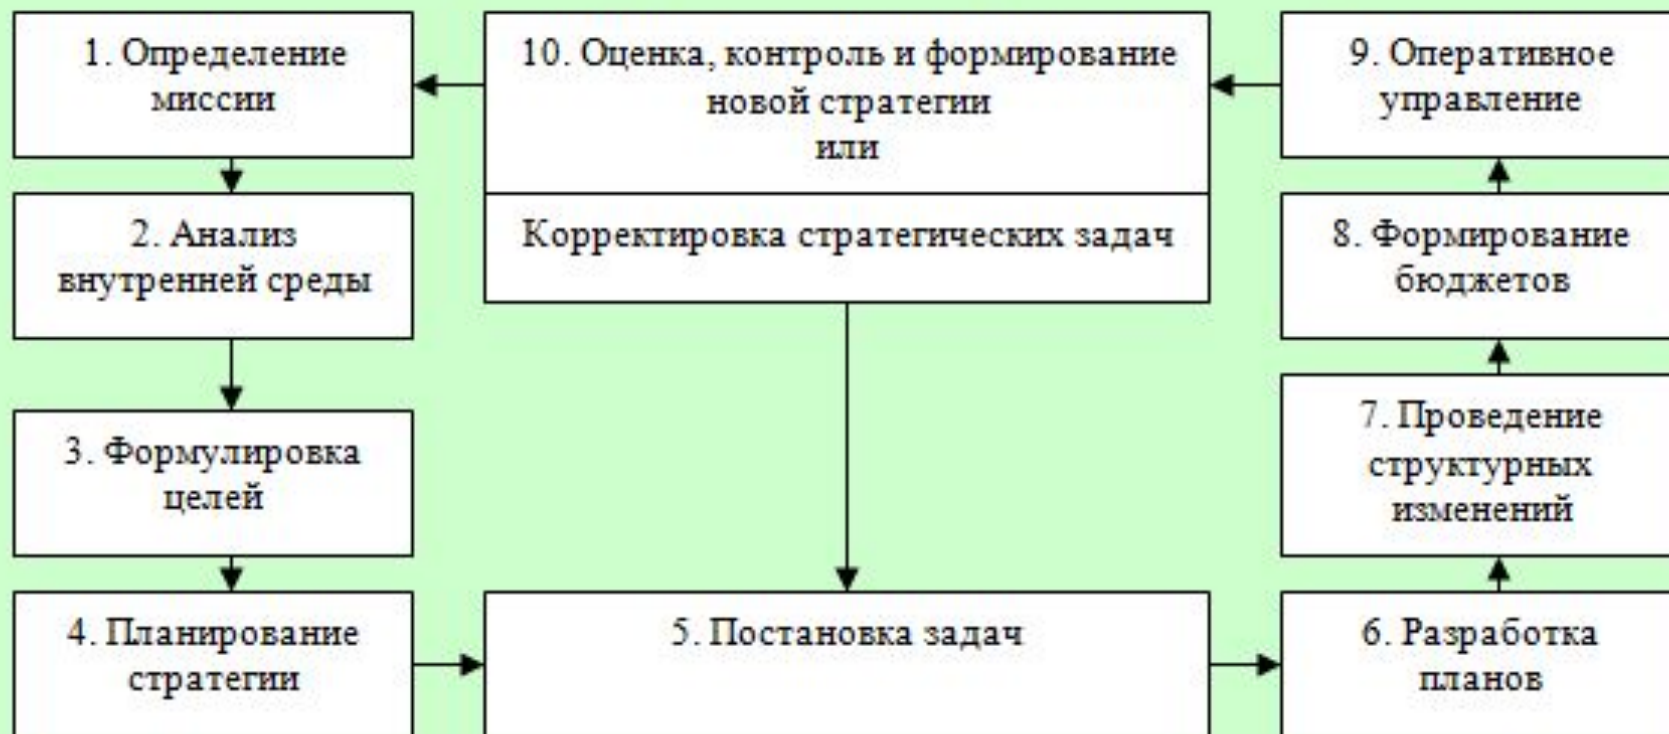 1. Определение
миссии
10. Оценка, контроль и формирование
новой стратегии
или
9. Оперативное
управление
2. Анализ
внутренней среды
Корректировка стратегических задач
8. Формирование
бюджетов
3. Формулировка
целей
7. Проведение
структурных
изменений
4. Планирование
стратегии
5. Постановка задач
6. Разработка
планов